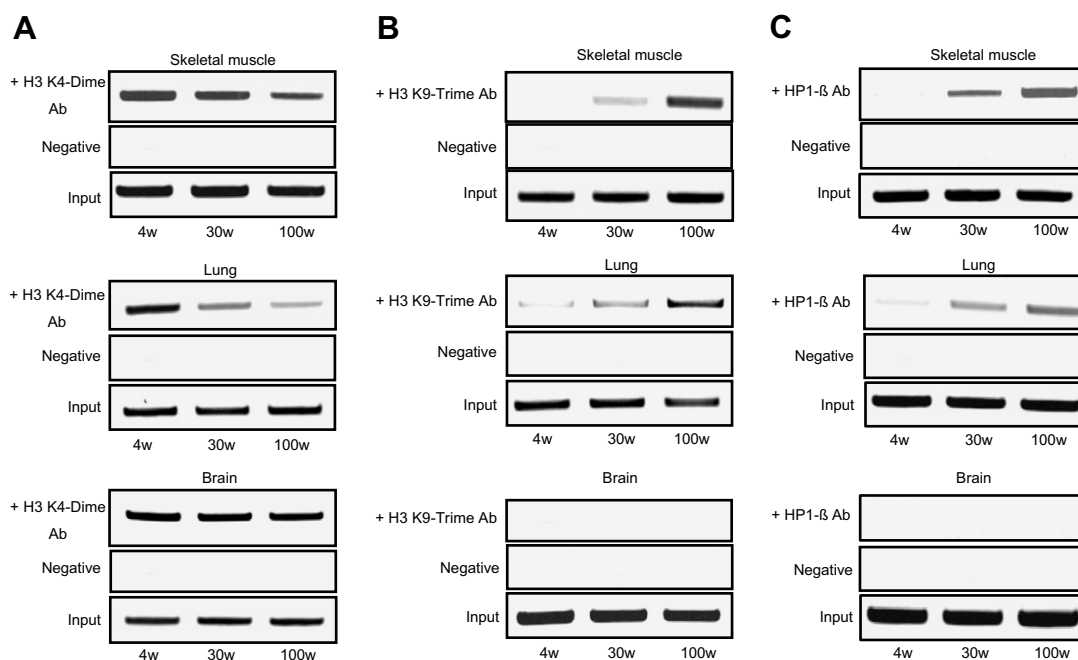 A
Skeletal muscle
+ H3 K4-Dime
Ab
Negative
Input
4w 30w 100w
Lung
+ H3 K4-Dime
Ab
Negative
Input
4w 30w 100w
Brain
+ H3 K4-Dime
Ab
Negative
Input
4w 30w 100w
B
Skeletal muscle
+ H3 K9-Trime Ab
Negative
Input
4w 30w 100w
Lung
+ H3 K9-Trime Ab
Negative
Input
4w 30w 100w
Brain
+ H3 K9-Trime Ab
Negative
Input
4w 30w 100w
C
Skeletal muscle
+ HP1-ß Ab
Negative
Input
4w 30w 100w
Lung
+ HP1-ß Ab
Negative
Input
4w 30w 100w
Brain
+ HP1-ß Ab
Negative
Input
4w 30w 100w